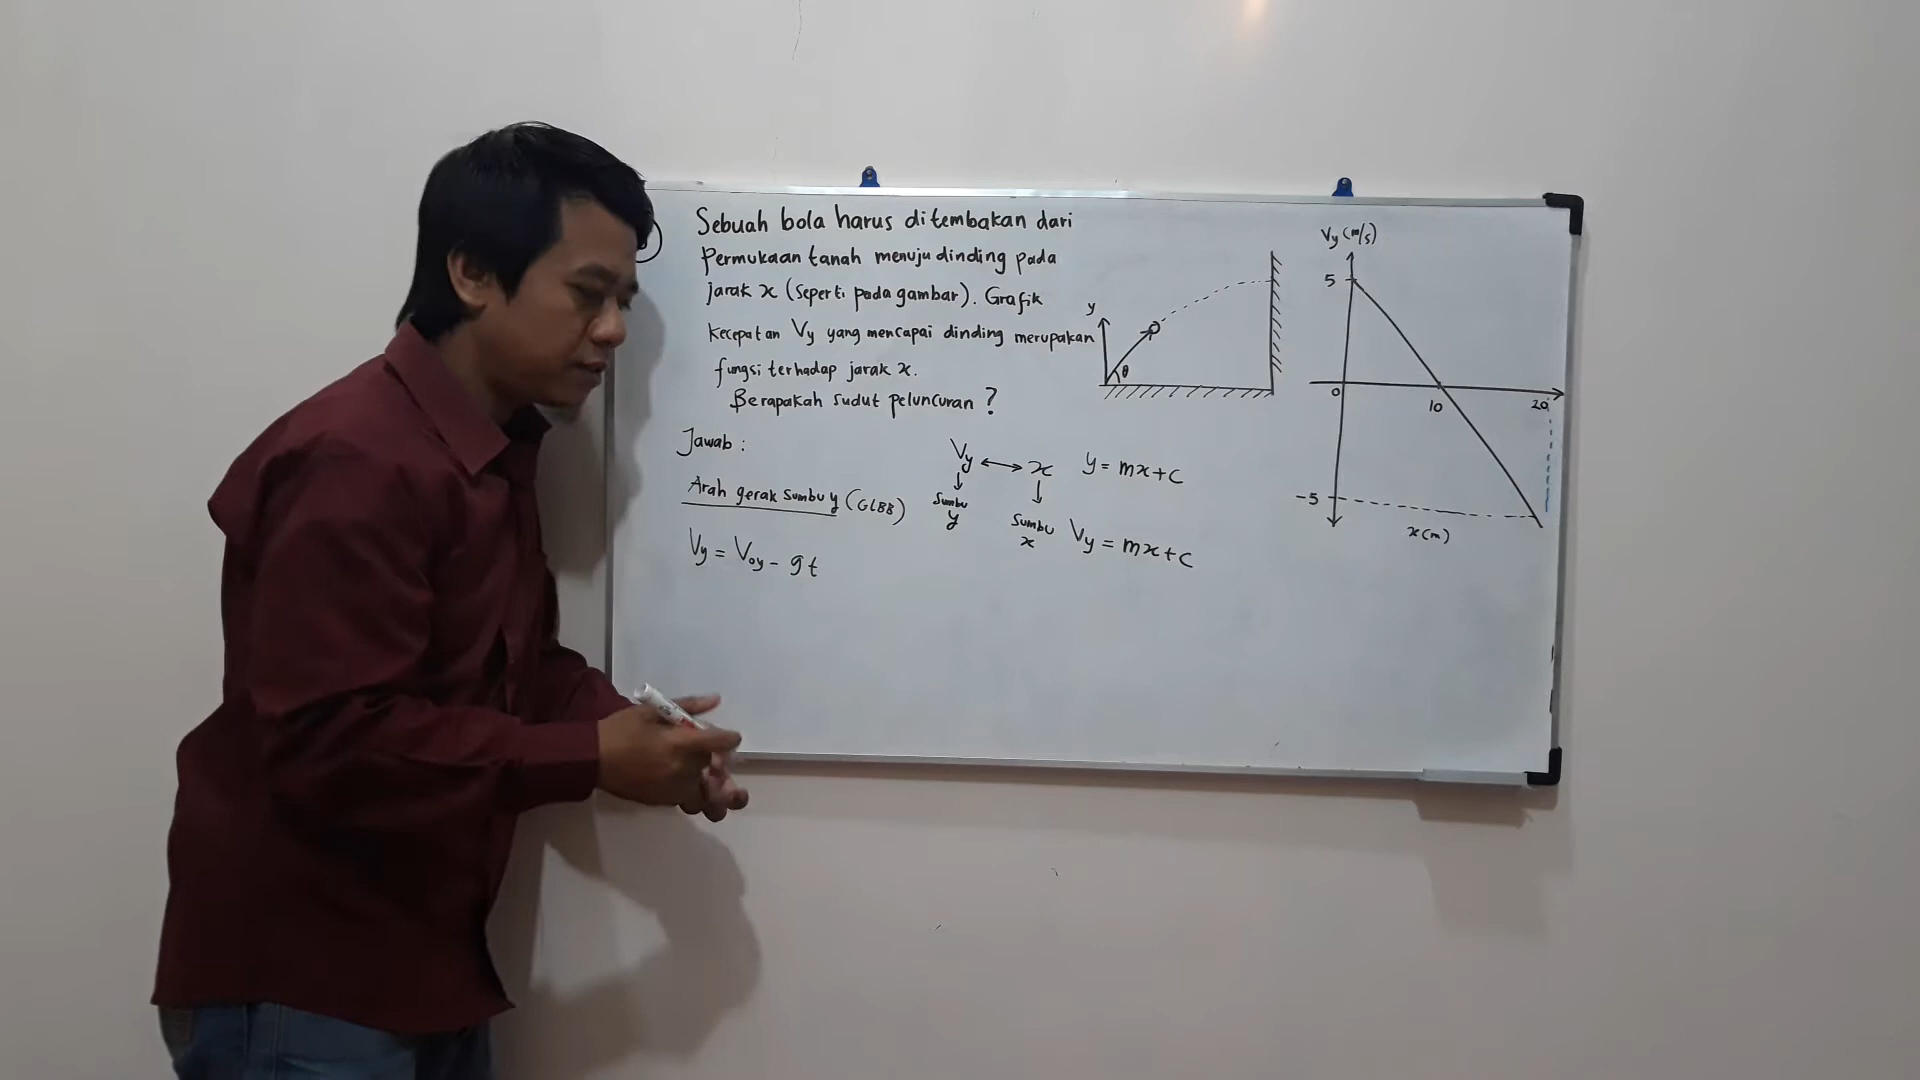 Sebuah bola harus ditembakan dari
Permukaan tanah menuju dinding pada
jarak x (seperti pada gambar). Grafik
kecepatan Vy yang mencapai dinding merupakan
fungsi terhadap jarak x.
Berapakah sudut peluncuran ?
y
θ
Vy (m/s)
5
0
10
20
-5
x (m)
Jawab :
Arah gerak sumbu y (GLBB)
Vy = Voy - gt
Vy ↔ x
↓ ↓
Sumbu y
Sumbu x
y = mx + c
Vy = mx + c